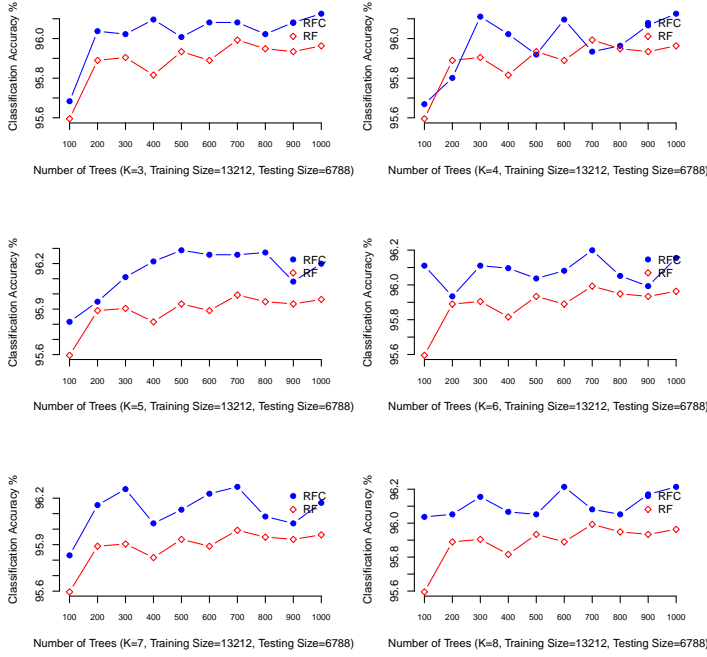 Classification Accuracy %
96.0
95.8
95.6
RFC
RF
100 200 300 400 500 600 700 800 900 1000
Number of Trees (K=3, Training Size=13212, Testing Size=6788)
Classification Accuracy %
96.0
95.8
95.6
RFC
RF
100 200 300 400 500 600 700 800 900 1000
Number of Trees (K=4, Training Size=13212, Testing Size=6788)
Classification Accuracy %
96.2
95.9
95.6
RFC
RF
100 200 300 400 500 600 700 800 900 1000
Number of Trees (K=5, Training Size=13212, Testing Size=6788)
Classification Accuracy %
96.2
96.0
95.8
95.6
RFC
RF
100 200 300 400 500 600 700 800 900 1000
Number of Trees (K=6, Training Size=13212, Testing Size=6788)
Classification Accuracy %
96.2
95.9
95.6
RFC
RF
100 200 300 400 500 600 700 800 900 1000
Number of Trees (K=7, Training Size=13212, Testing Size=6788)
Classification Accuracy %
96.2
96.0
95.8
95.6
RFC
RF
100 200 300 400 500 600 700 800 900 1000
Number of Trees (K=8, Training Size=13212, Testing Size=6788)